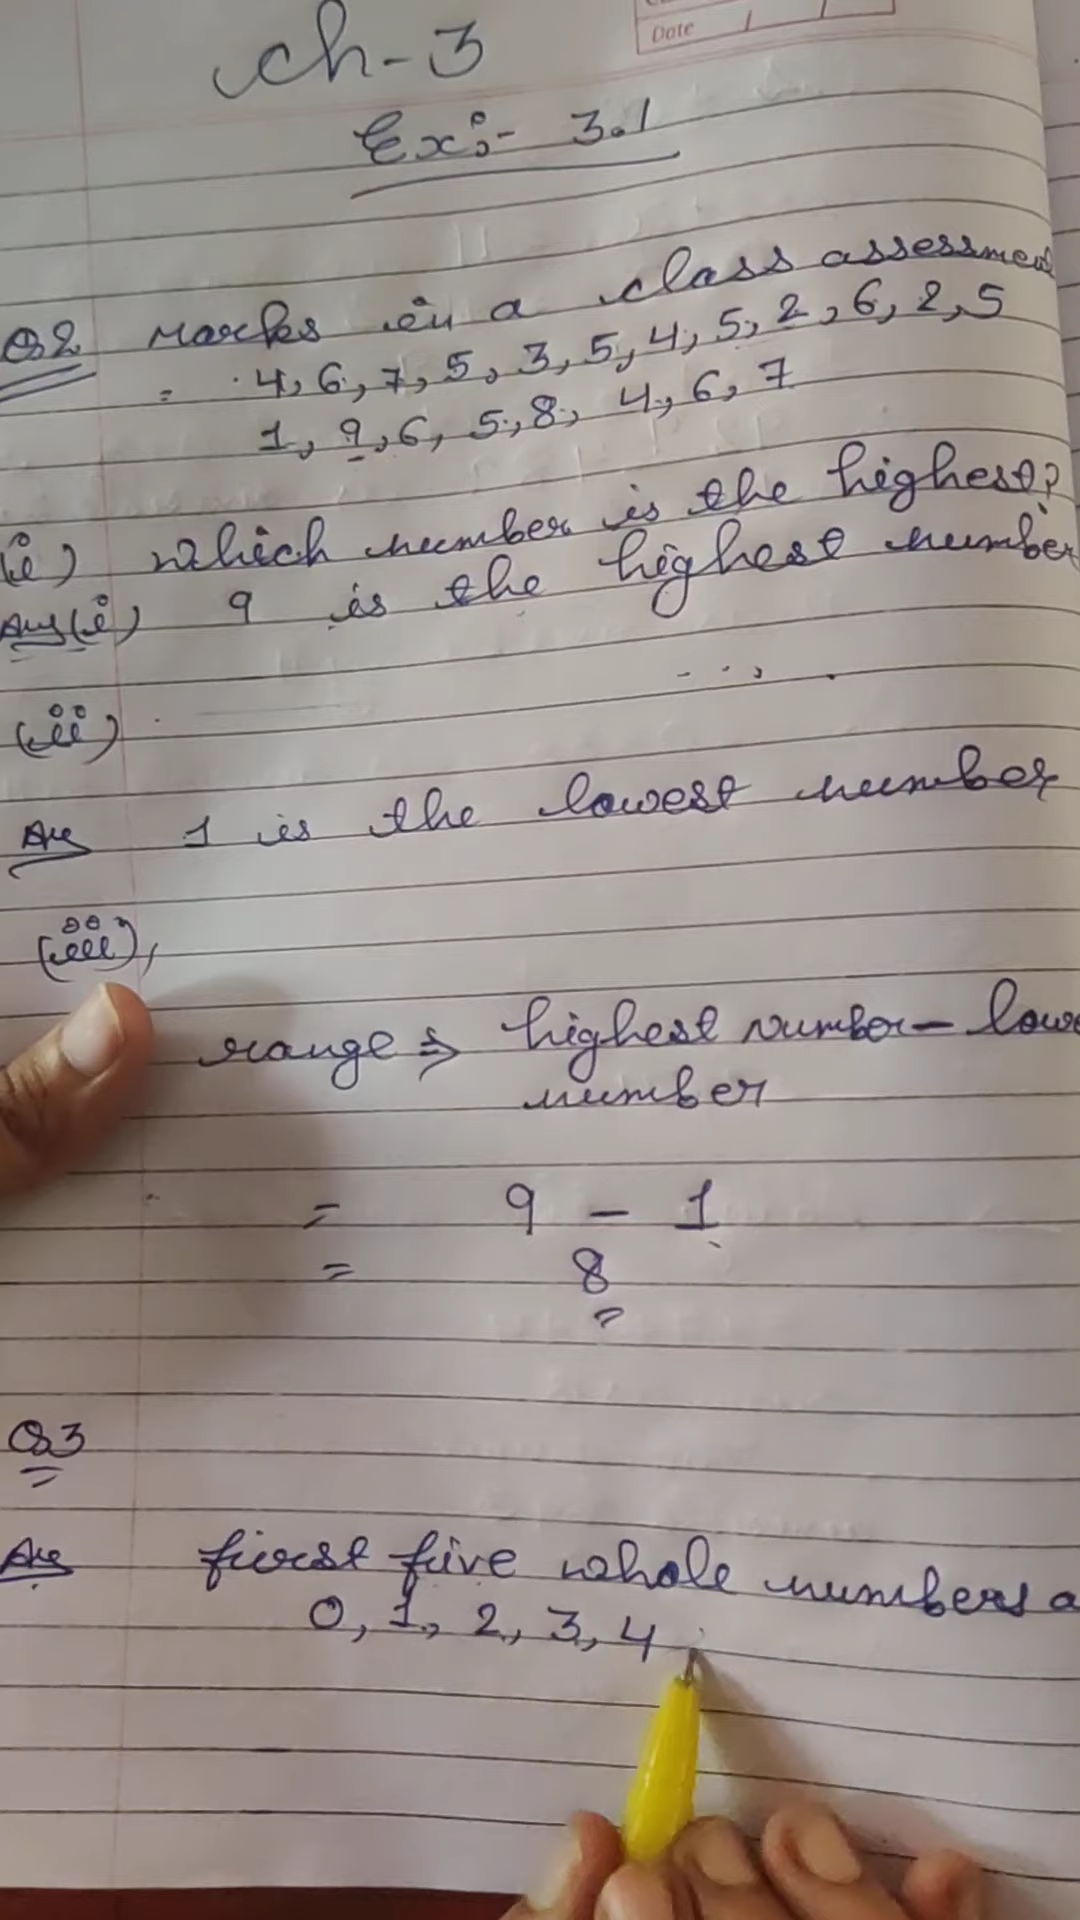 Date
ch-3
Ex:- 3.1
Q2 Marks in a class assessment
= 4, 6, 7, 5, 3, 5, 4, 5, 2, 6, 2, 5
1, 9, 6, 5, 8, 4, 6, 7
(i) Which number is the highest?
Ans(i) 9 is the highest number
(ii)
Ans 1 is the lowest number
(iii)
range ⇒ highest number - lowe
number
= 9 - 1
= 8
Q3
Ans first five whole numbers a
0, 1, 2, 3, 4